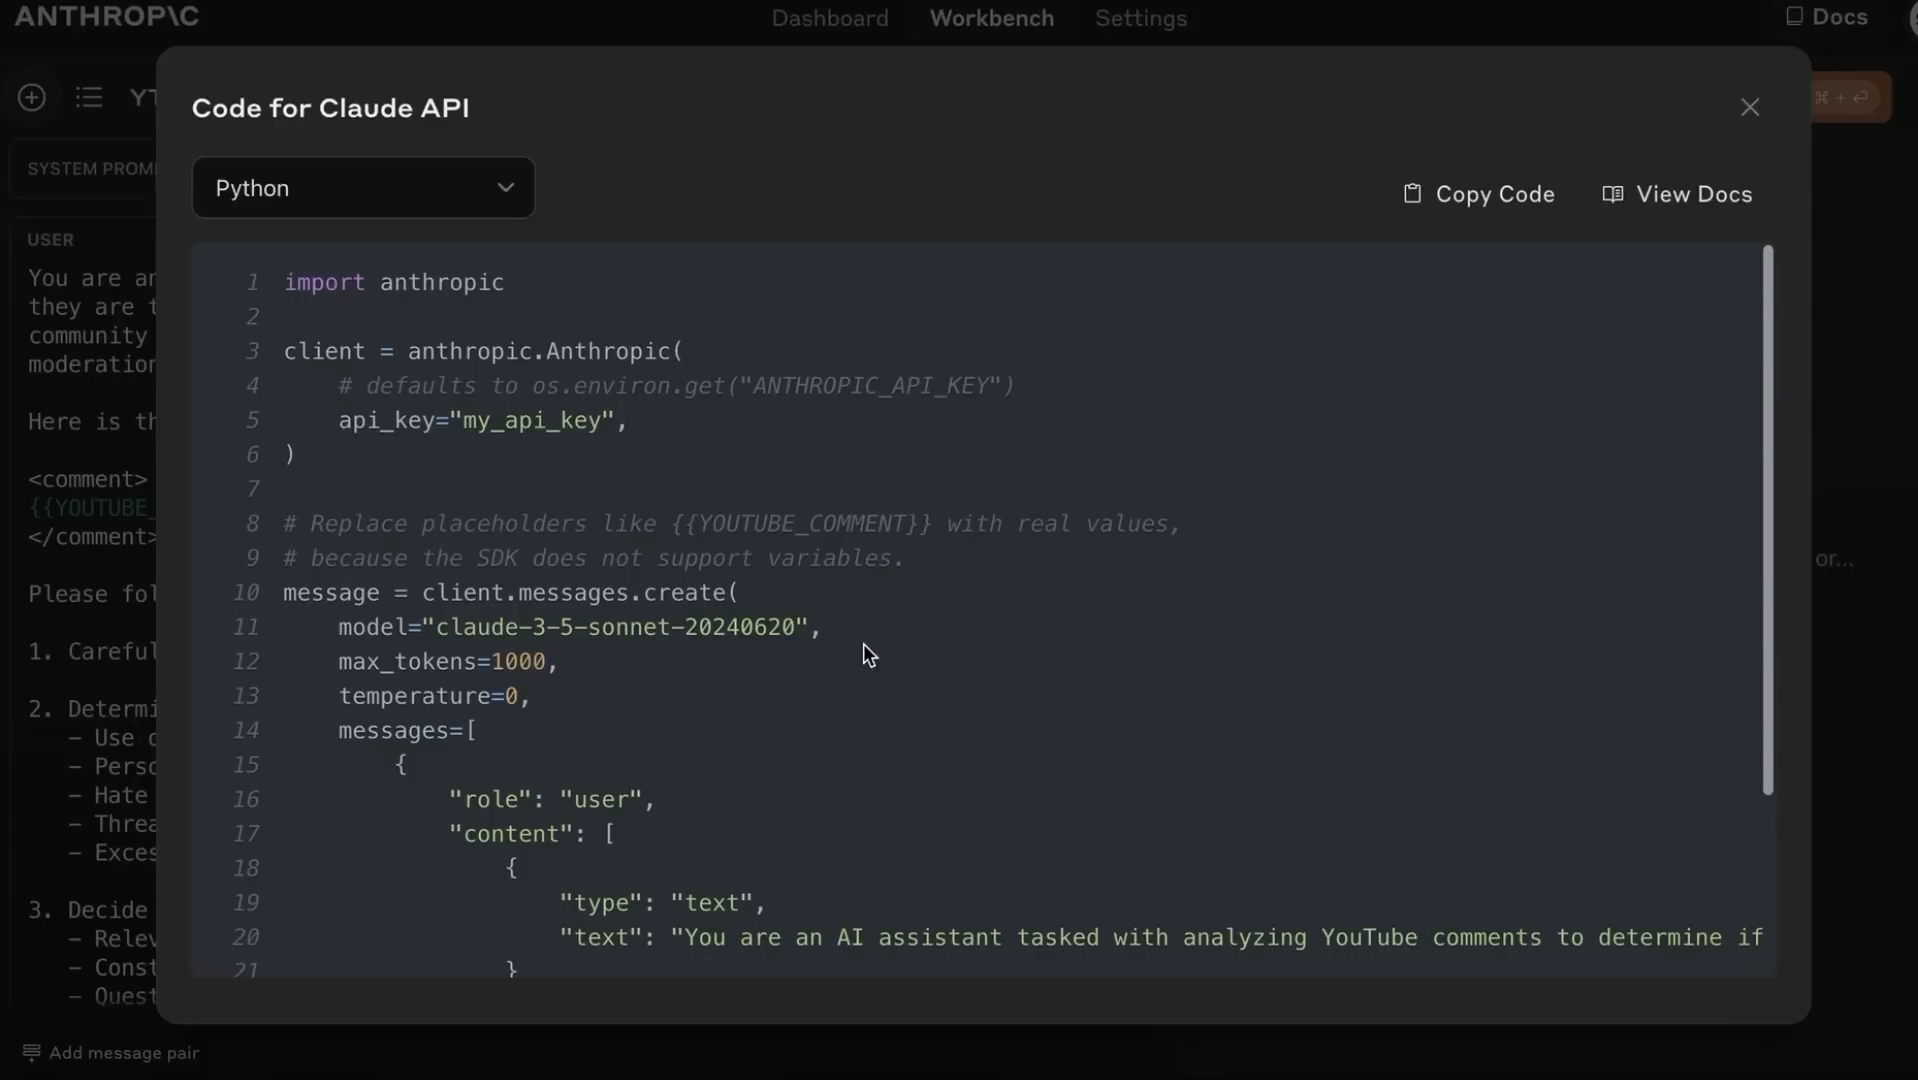 ANTHROP\C
Dashboard Workbench Settings
Docs
YT
⌘ + ⏎
SYSTEM PROM
USER
You are an
they are t
community
moderation
Here is th
<comment>
{{YOUTUBE_
</comment>
Please fol
1. Careful
2. Determi
– Use o
– Perso
– Hate
– Threa
– Exces
3. Decide
– Relev
– Const
– Quest
Add message pair
or...
Code for Claude API
Python
Copy Code View Docs
1 import anthropic
2
3 client = anthropic.Anthropic(
4 # defaults to os.environ.get("ANTHROPIC_API_KEY")
5 api_key="my_api_key",
6 )
7
8 # Replace placeholders like {{YOUTUBE_COMMENT}} with real values,
9 # because the SDK does not support variables.
10 message = client.messages.create(
11 model="claude-3-5-sonnet-20240620",
12 max_tokens=1000,
13 temperature=0,
14 messages=[
15 {
16 "role": "user",
17 "content": [
18 {
19 "type": "text",
20 "text": "You are an AI assistant tasked with analyzing YouTube comments to determine if
21 }